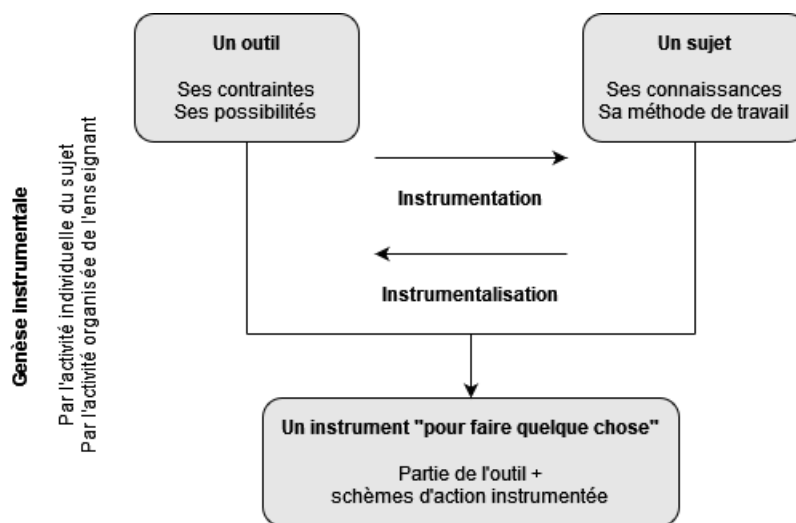 Un outil
Ses contraintes
Ses possibilités
Un sujet
Ses connaissances
Sa méthode de travail
Instrumentation
Instrumentalisation
Genèse instrumentale
Par l'activité individuelle du sujet
Par l'activité organisée de l'enseignant
Un instrument "pour faire quelque chose"
Partie de l'outil +
schèmes d'action instrumentée